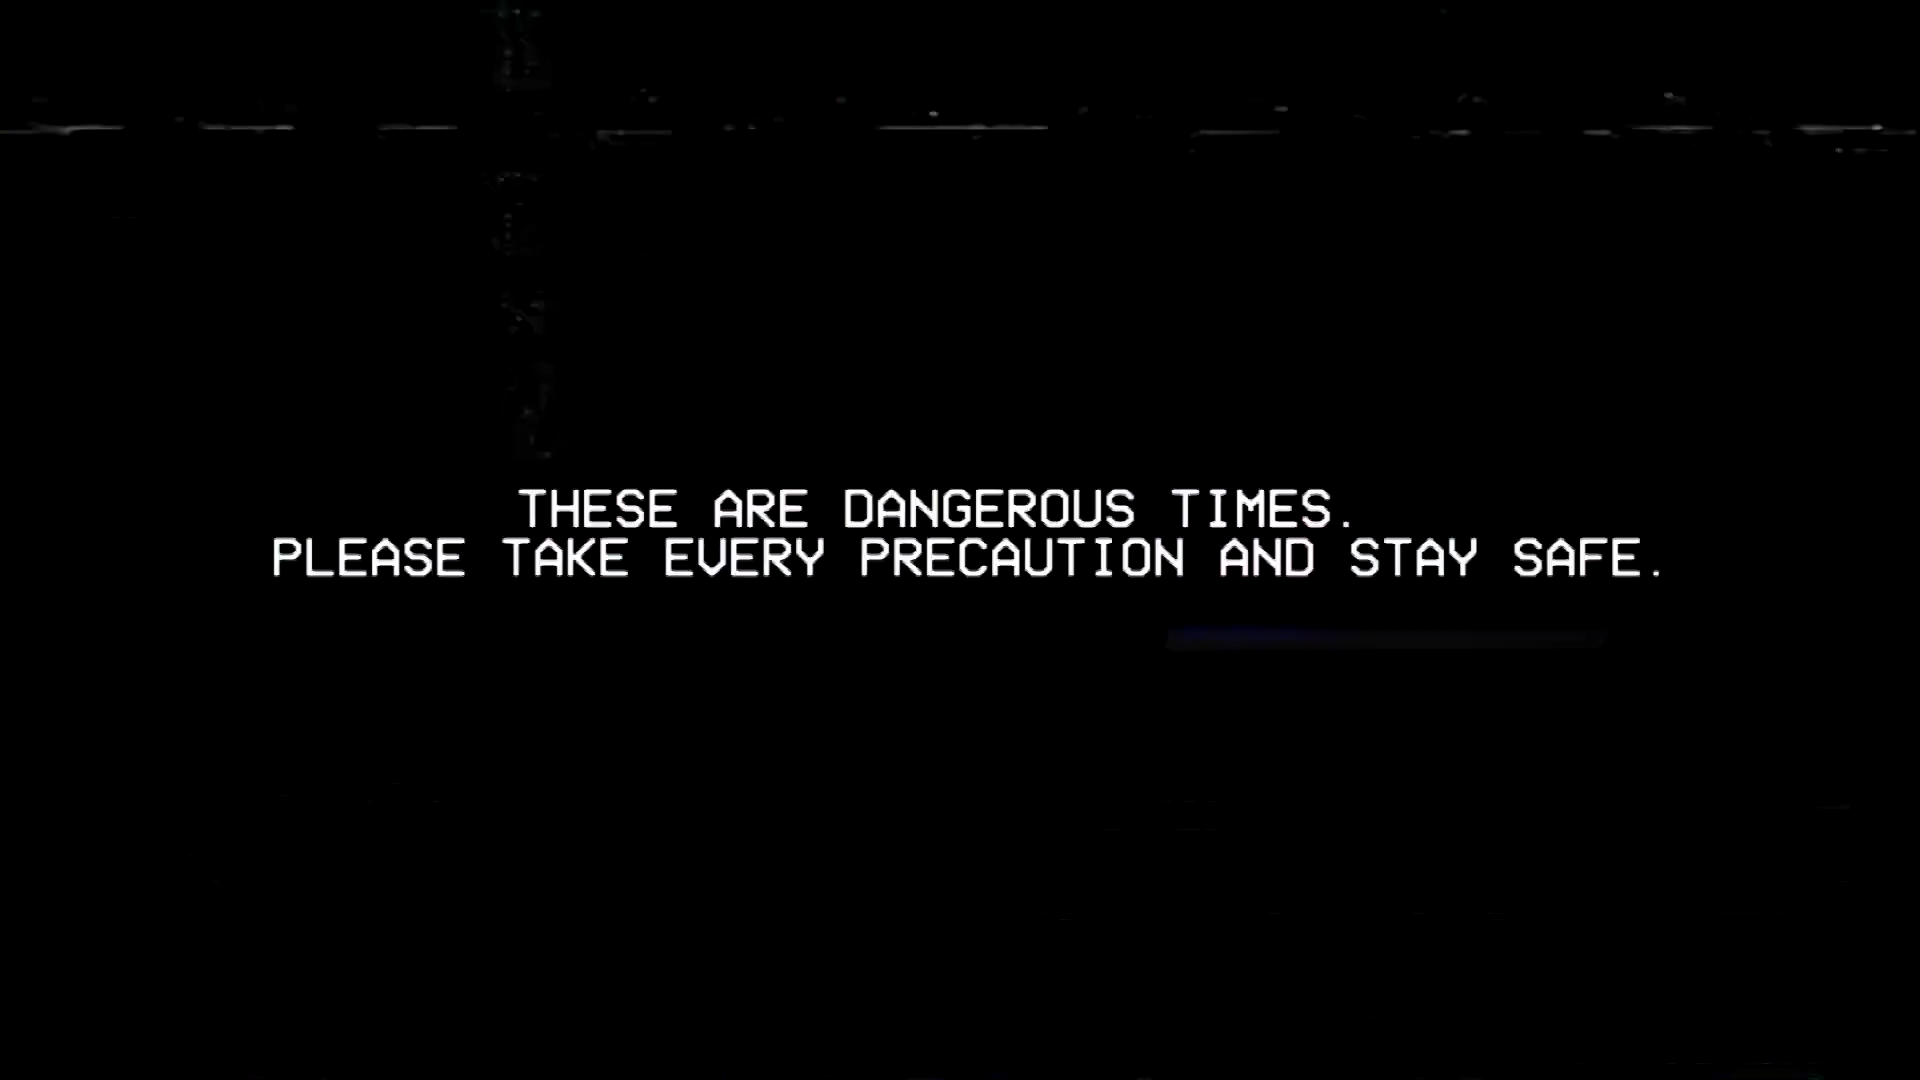 THESE ARE DANGEROUS TIMES.
PLEASE TAKE EVERY PRECAUTION AND STAY SAFE.